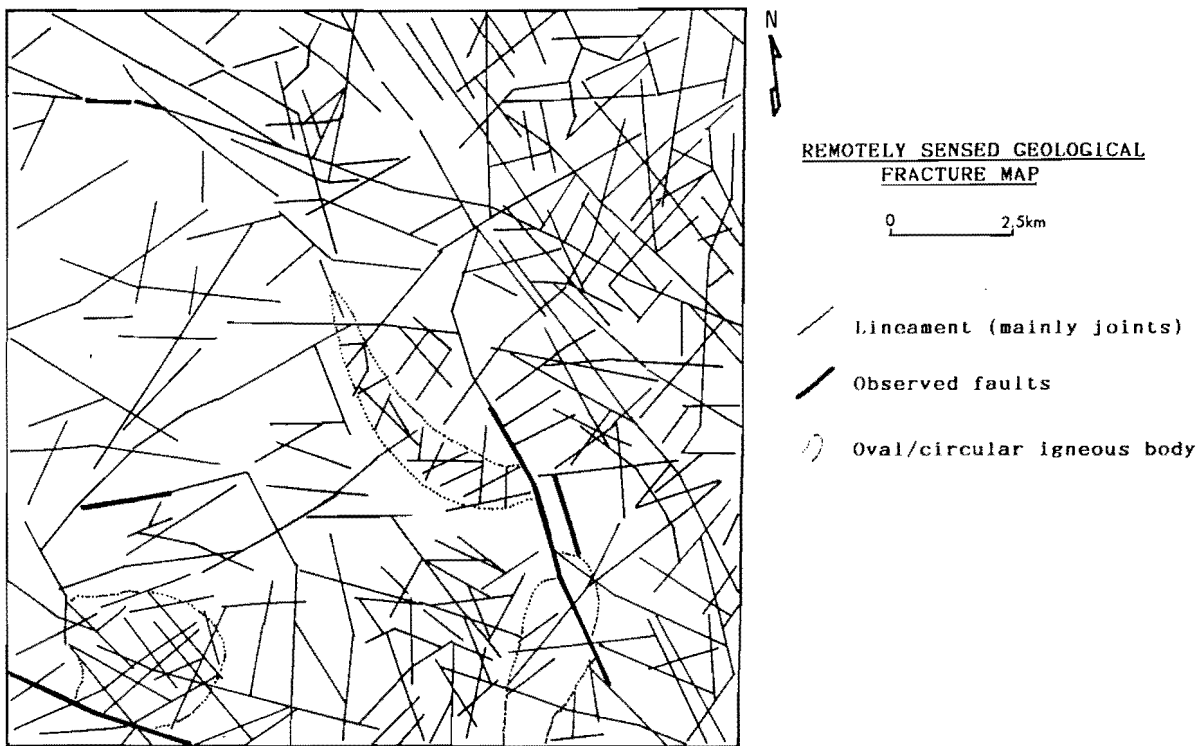 N
REMOTELY SENSED GEOLOGICAL
FRACTURE MAP
0 2,5km
Lineament (mainly joints)
Observed faults
Oval/circular igneous body